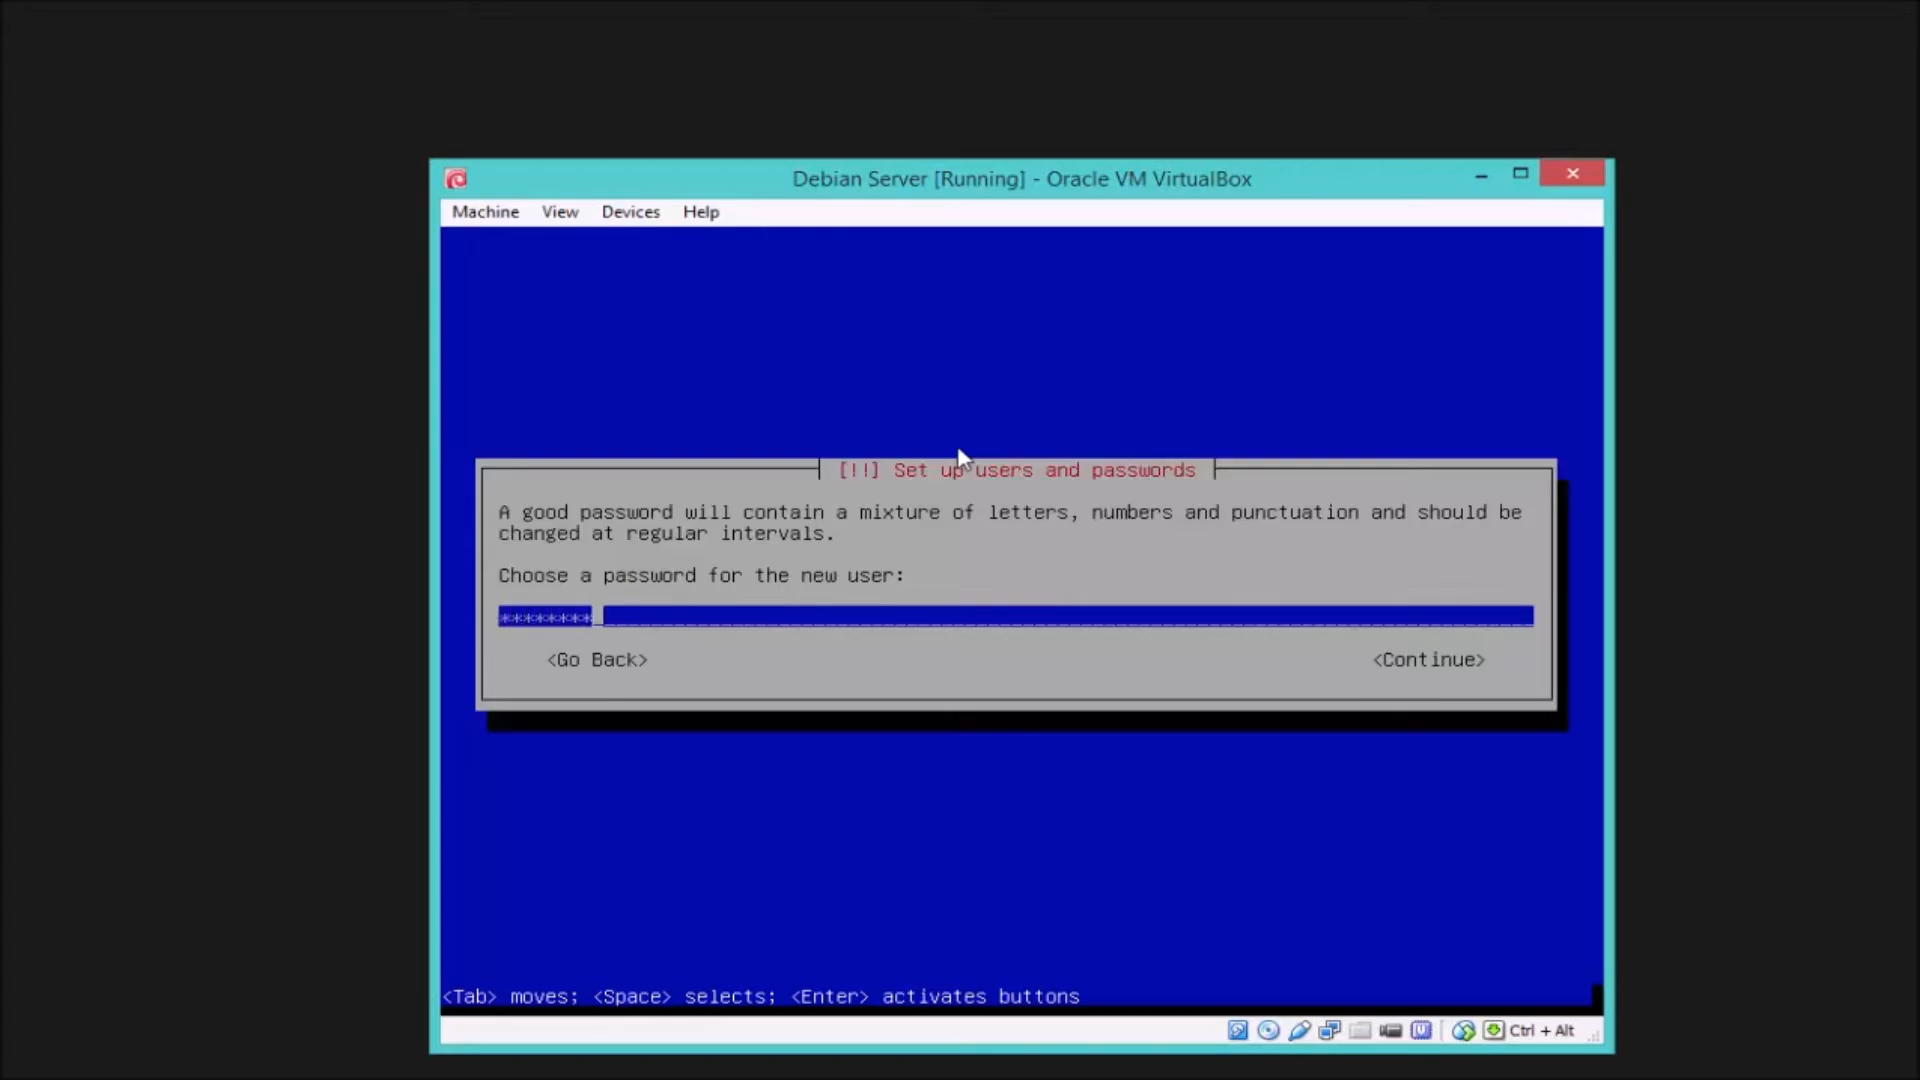 Debian Server [Running] - Oracle VM VirtualBox
Machine View Devices Help
[!!] Set up users and passwords
A good password will contain a mixture of letters, numbers and punctuation and should be
changed at regular intervals.
Choose a password for the new user:
********
<Go Back> <Continue>
<Tab> moves; <Space> selects; <Enter> activates buttons
Ctrl + Alt